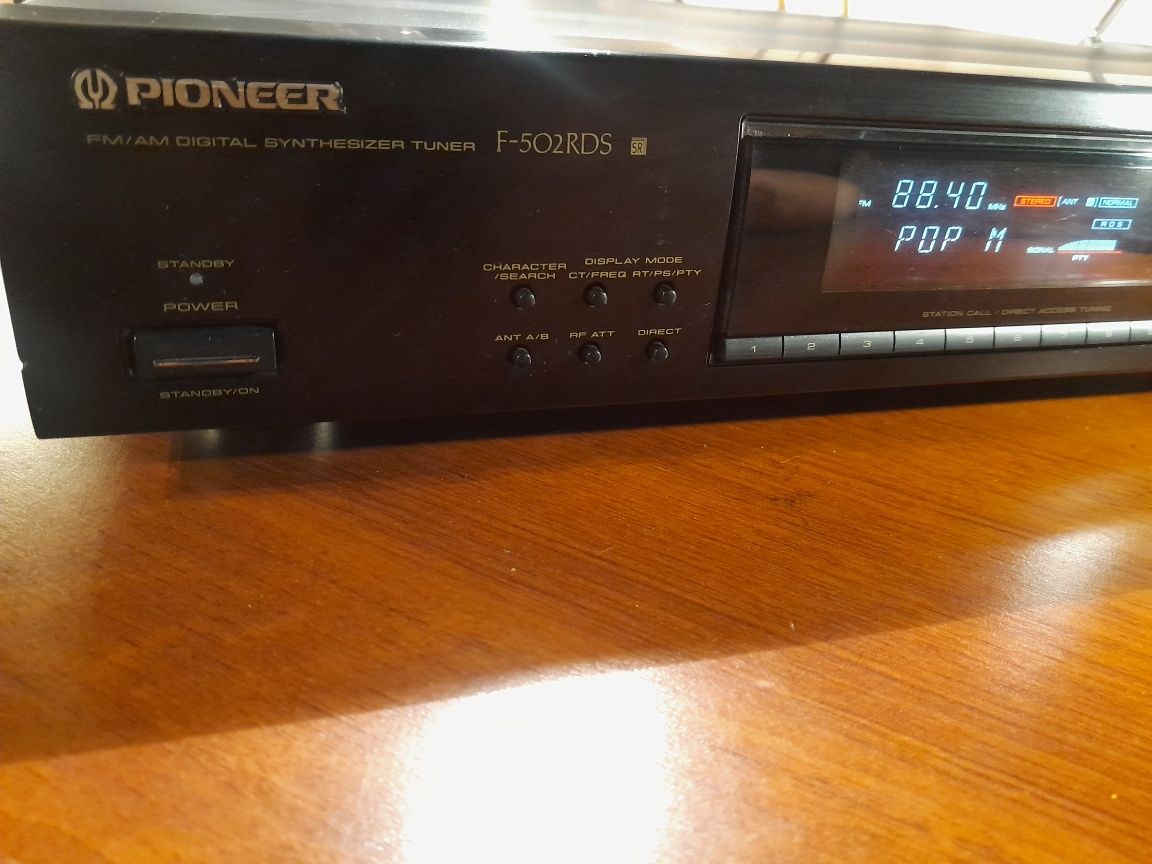 PIONEER
FM/AM DIGITAL SYNTHESIZER TUNER F-502RDS SR
STANDBY
POWER
STANDBY/ON
CHARACTER
/SEARCH
DISPLAY MODE
CT/FREQ RT/PS/PTY
ANT A/B RF ATT DIRECT
FM 88.40 MHz STEREO ANT NORMAL
RDS
POP M SIGNAL
PTY
STATION CALL / DIRECT ACCESS TUNING
1 2 3 4 5 6 7 8